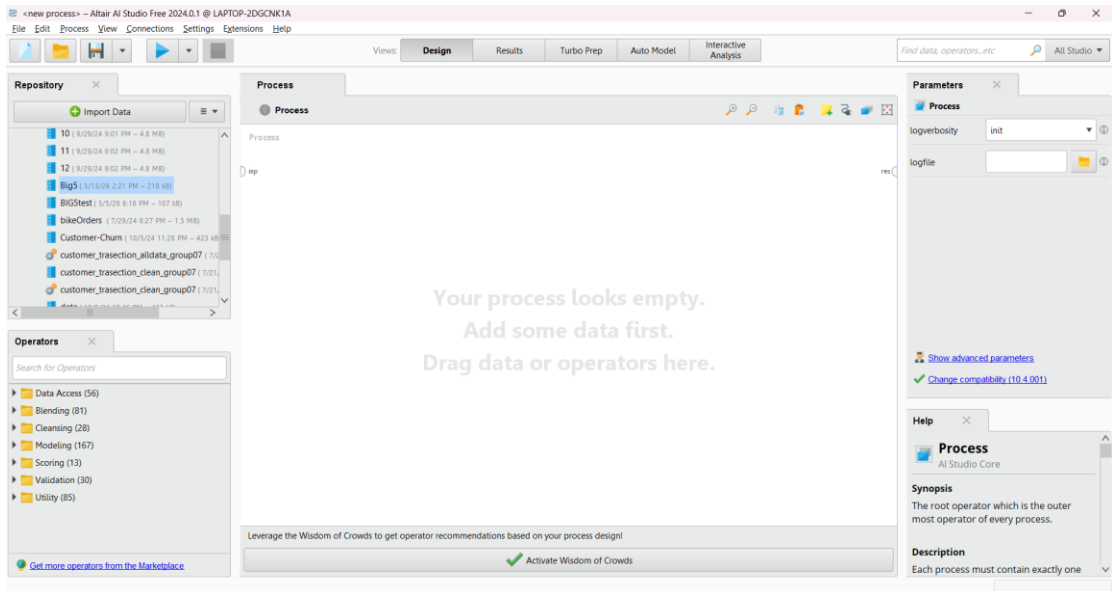 <new process> – Altair AI Studio Free 2024.0.1 @ LAPTOP-2DGCNK1A
File Edit Process View Connections Settings Extensions Help
Views: Design Results Turbo Prep Auto Model Interactive Analysis
Find data, operators...etc
All Studio
Repository
Import Data
10 ( 9/29/24 9:01 PM – 4.8 MB)
11 ( 9/29/24 9:02 PM – 4.8 MB)
12 ( 9/29/24 9:02 PM – 4.8 MB)
Big5 ( 3/13/26 2:21 PM – 218 kB)
BIG5test ( 3/5/26 6:18 PM – 107 kB)
bikeOrders ( 7/29/24 8:27 PM – 1.5 MB)
Customer-Churn ( 10/5/24 11:28 PM – 423 kB
customer_trasection_alldata_group07 ( 7/2
customer_trasection_clean_group07 ( 7/21,
customer_trasection_clean_group07 ( 7/21,
Operators
Search for Operators
Data Access (56)
Blending (81)
Cleansing (28)
Modeling (167)
Scoring (13)
Validation (30)
Utility (85)
Get more operators from the Marketplace
Process
Process
Process
inp
res
Your process looks empty.
Add some data first.
Drag data or operators here.
Leverage the Wisdom of Crowds to get operator recommendations based on your process design!
Activate Wisdom of Crowds
Parameters
Process
logverbosity init
logfile
Show advanced parameters
Change compatibility (10.4.001)
Help
Process
AI Studio Core
Synopsis
The root operator which is the outer
most operator of every process.
Description
Each process must contain exactly one